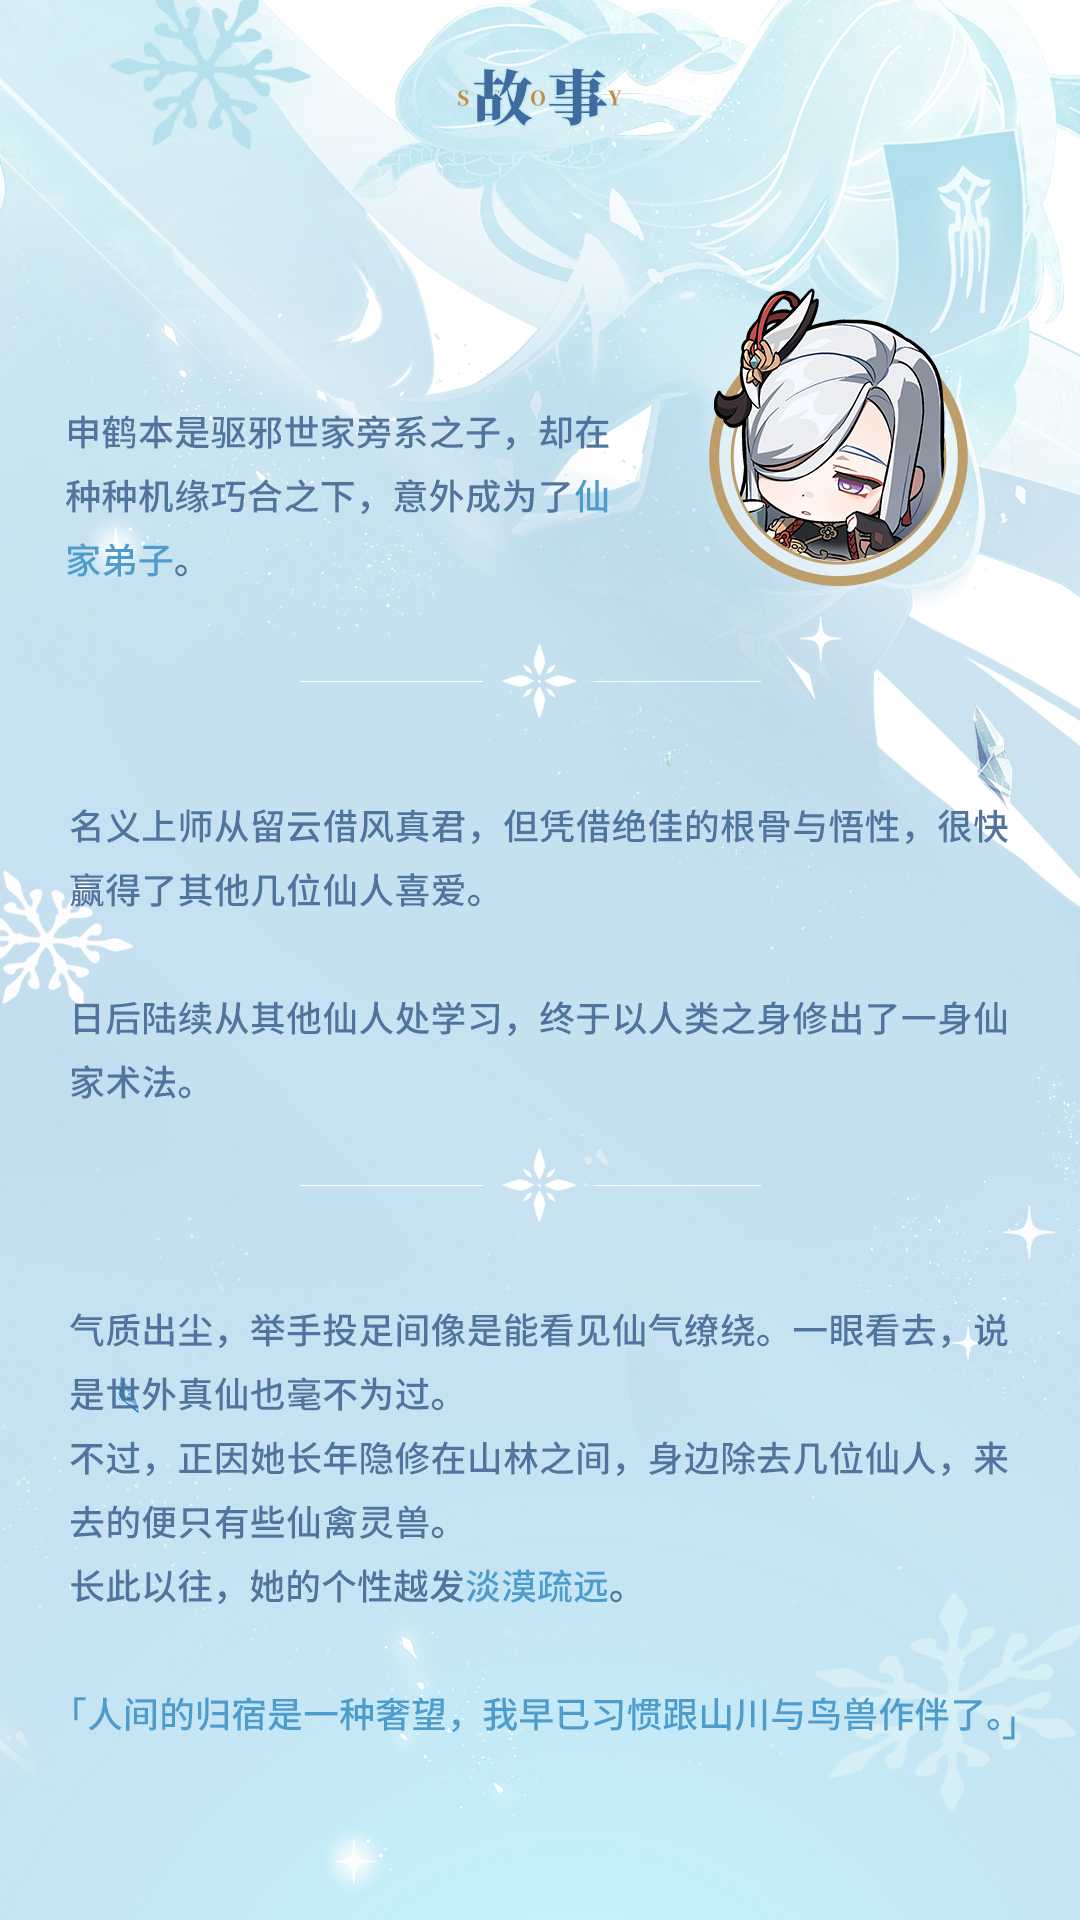 故事
STORY
申鹤本是驱邪世家旁系之子，却在
种种机缘巧合之下，意外成为了仙
家弟子。
名义上师从留云借风真君，但凭借绝佳的根骨与悟性，很快
赢得了其他几位仙人喜爱。
日后陆续从其他仙人处学习，终于以人类之身修出了一身仙
家术法。
气质出尘，举手投足间像是能看见仙气缭绕。一眼看去，说
是世外真仙也毫不为过。
不过，正因她长年隐修在山林之间，身边除去几位仙人，来
去的便只有些仙禽灵兽。
长此以往，她的个性越发淡漠疏远。
「人间的归宿是一种奢望，我早已习惯跟山川与鸟兽作伴了。」